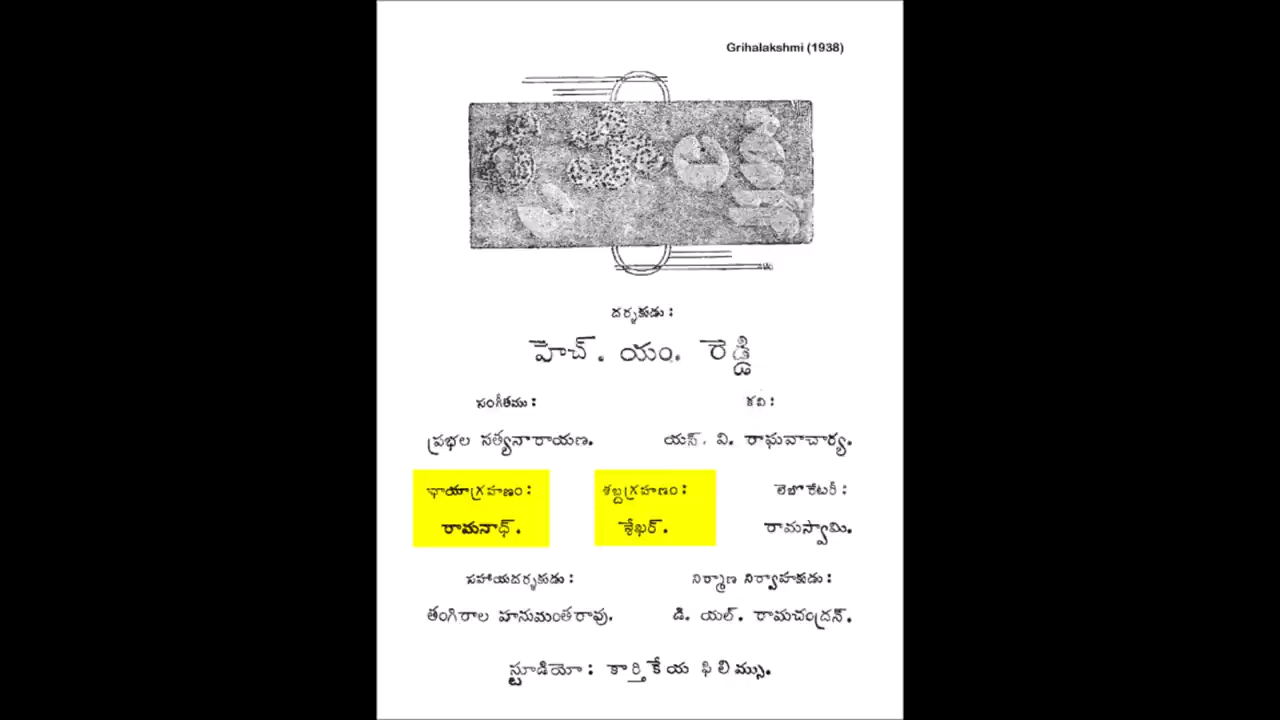 Grihalakshmi (1938)
గృహలక్ష్మి
దర్శకుడు :
హెచ్. యం. రెడ్డి
సంగీతము : కవి :
ప్రభల సత్యనారాయణ. యస్. వి. రాఘవాచార్య.
ఛాయాగ్రహణం : శబ్దగ్రహణం : లెబోరేటరీ :
రామనాధ్. శేఖర్. రామస్వామి.
సహాయదర్శకుడు : నిర్మాణ నిర్వాహకుడు :
తంగిరాల హనుమంతరావు. డి. యల్. రామచంద్రన్.
స్టూడియో : కార్తికేయ ఫిలిమ్సు.